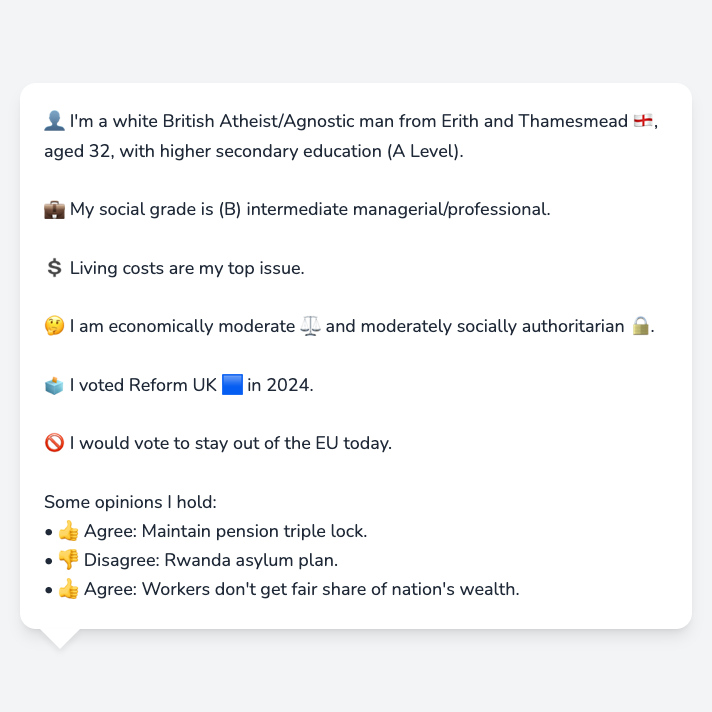 👤 I'm a white British Atheist/Agnostic man from Erith and Thamesmead 🏴󠁧󠁢󠁥󠁮󠁧󠁿,
aged 32, with higher secondary education (A Level).
💼 My social grade is (B) intermediate managerial/professional.
💲 Living costs are my top issue.
🤔 I am economically moderate ⚖️ and moderately socially authoritarian 🔒.
🗳️ I voted Reform UK 🟦 in 2024.
🚫 I would vote to stay out of the EU today.
Some opinions I hold:
• 👍 Agree: Maintain pension triple lock.
• 👎 Disagree: Rwanda asylum plan.
• 👍 Agree: Workers don't get fair share of nation's wealth.